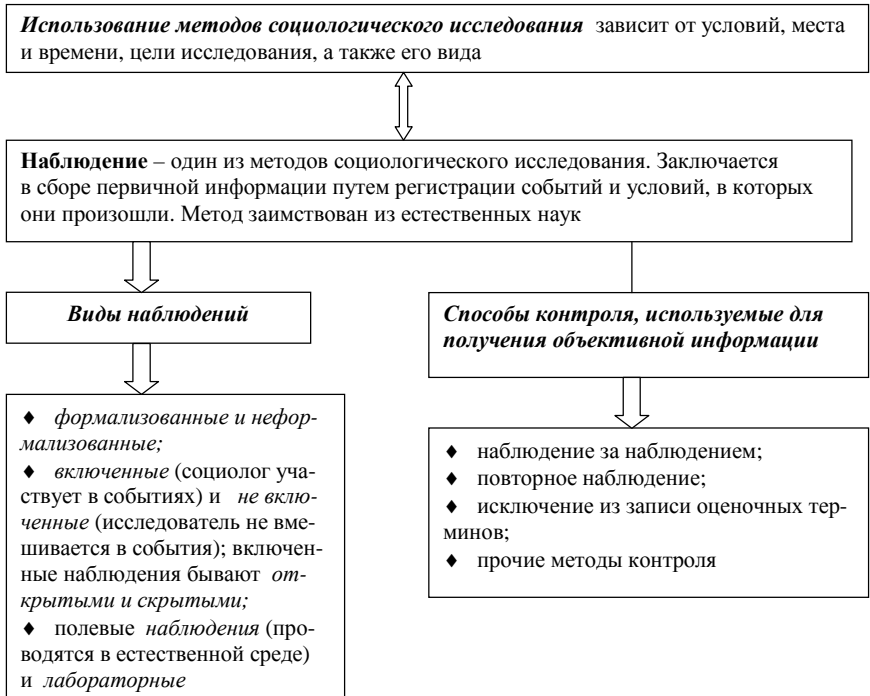 Использование методов социологического исследования зависит от условий, места
и времени, цели исследования, а также его вида
Наблюдение – один из методов социологического исследования. Заключается
в сборе первичной информации путем регистрации событий и условий, в которых
они произошли. Метод заимствован из естественных наук
Виды наблюдений
♦ формализованные и нефор-
мализованные;
♦ включенные (социолог уча-
ствует в событиях) и не вклю-
ченные (исследователь не вме-
шивается в события); включен-
ные наблюдения бывают от-
крытыми и скрытыми;
♦ полевые наблюдения (про-
водятся в естественной среде)
и лабораторные
Способы контроля, используемые для
получения объективной информации
♦ наблюдение за наблюдением;
♦ повторное наблюдение;
♦ исключение из записи оценочных тер-
минов;
♦ прочие методы контроля